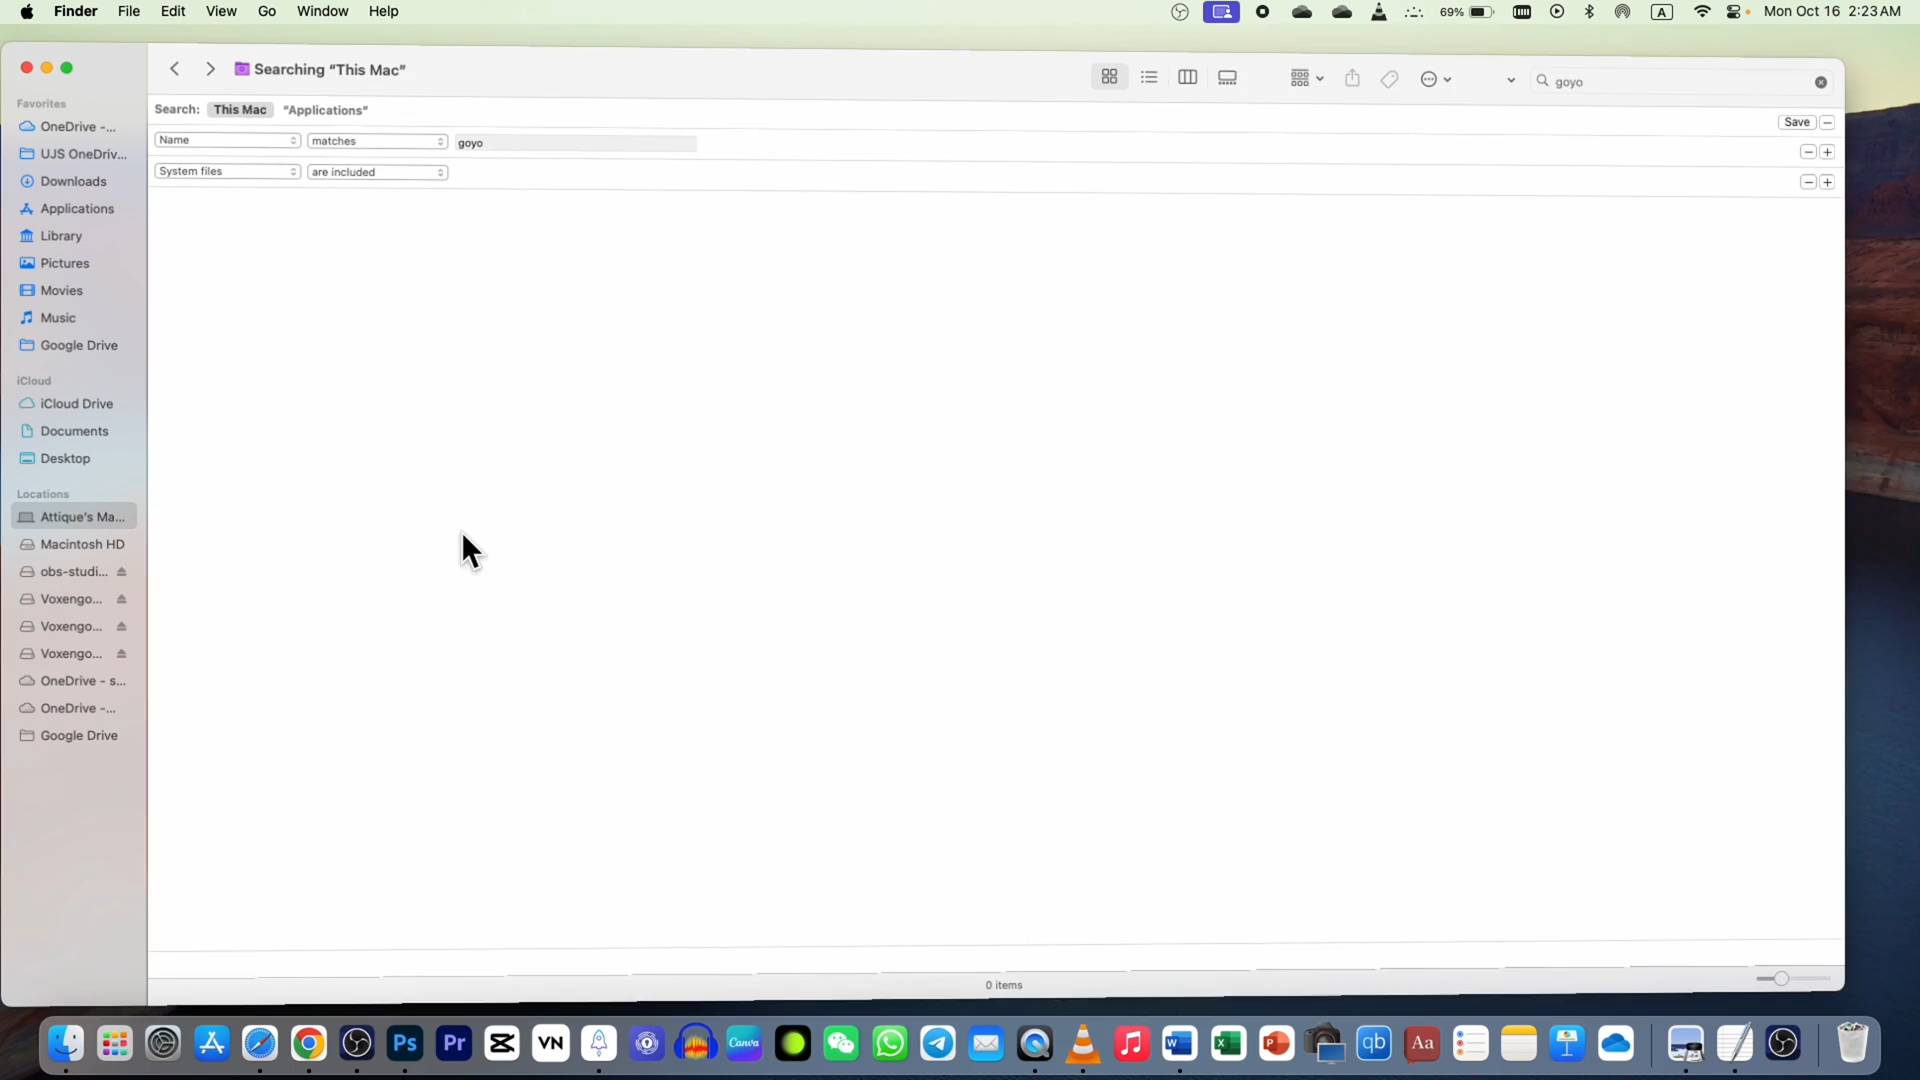 Finder File Edit View Go Window Help
69%
A
Mon Oct 16 2:23 AM
Searching “This Mac”
goyo
Search: This Mac “Applications”
Save
Name matches goyo
System files are included
Favorites
OneDrive -...
UJS OneDriv...
Downloads
Applications
Library
Pictures
Movies
Music
Google Drive
iCloud
iCloud Drive
Documents
Desktop
Locations
Attique's Ma...
Macintosh HD
obs-studi...
Voxengo...
Voxengo...
Voxengo...
OneDrive - s...
OneDrive -...
Google Drive
0 items
Ps Pr VN Canva W X P qb Aa